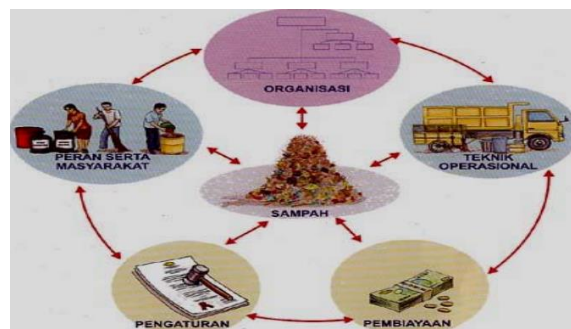 ORGANISASI
PERAN SERTA
MASYARAKAT
TEKNIK
OPERASIONAL
SAMPAH
PENGATURAN
PEMBIAYAAN